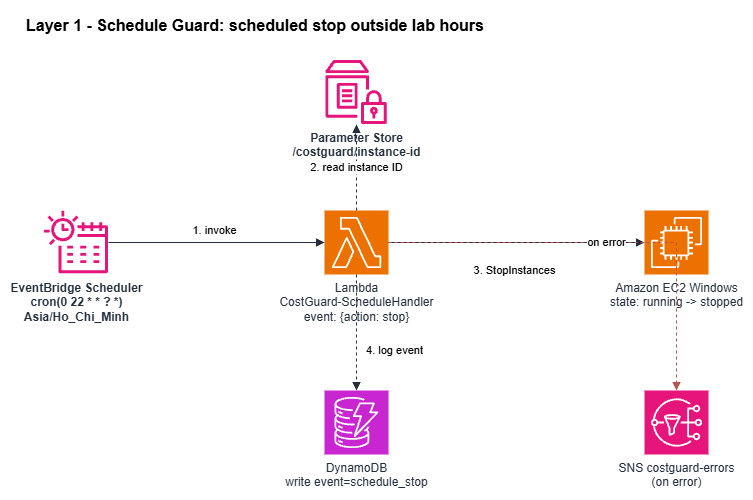 Layer 1 - Schedule Guard: scheduled stop outside lab hours
Parameter Store
/costguard/instance-id
2. read instance ID
1. invoke
on error
3. StopInstances
EventBridge Scheduler
cron(0 22 * * ? *)
Asia/Ho_Chi_Minh
Lambda
CostGuard-ScheduleHandler
event: {action: stop}
Amazon EC2 Windows
state: running -> stopped
4. log event
DynamoDB
write event=schedule_stop
SNS costguard-errors
(on error)